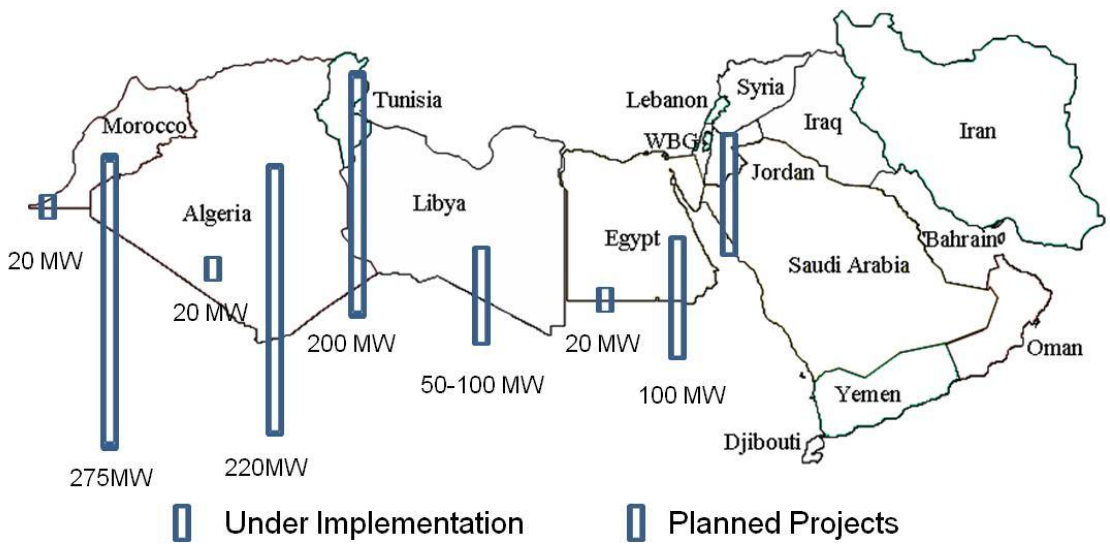 Morocco
Tunisia
Lebanon
Syria
WBG
Iraq
Iran
Jordan
Algeria
Libya
Egypt
Bahrain
Saudi Arabia
20 MW
20 MW
200 MW
50-100 MW
20 MW
100 MW
Oman
Yemen
Djibouti
275MW
220MW
Under Implementation
Planned Projects